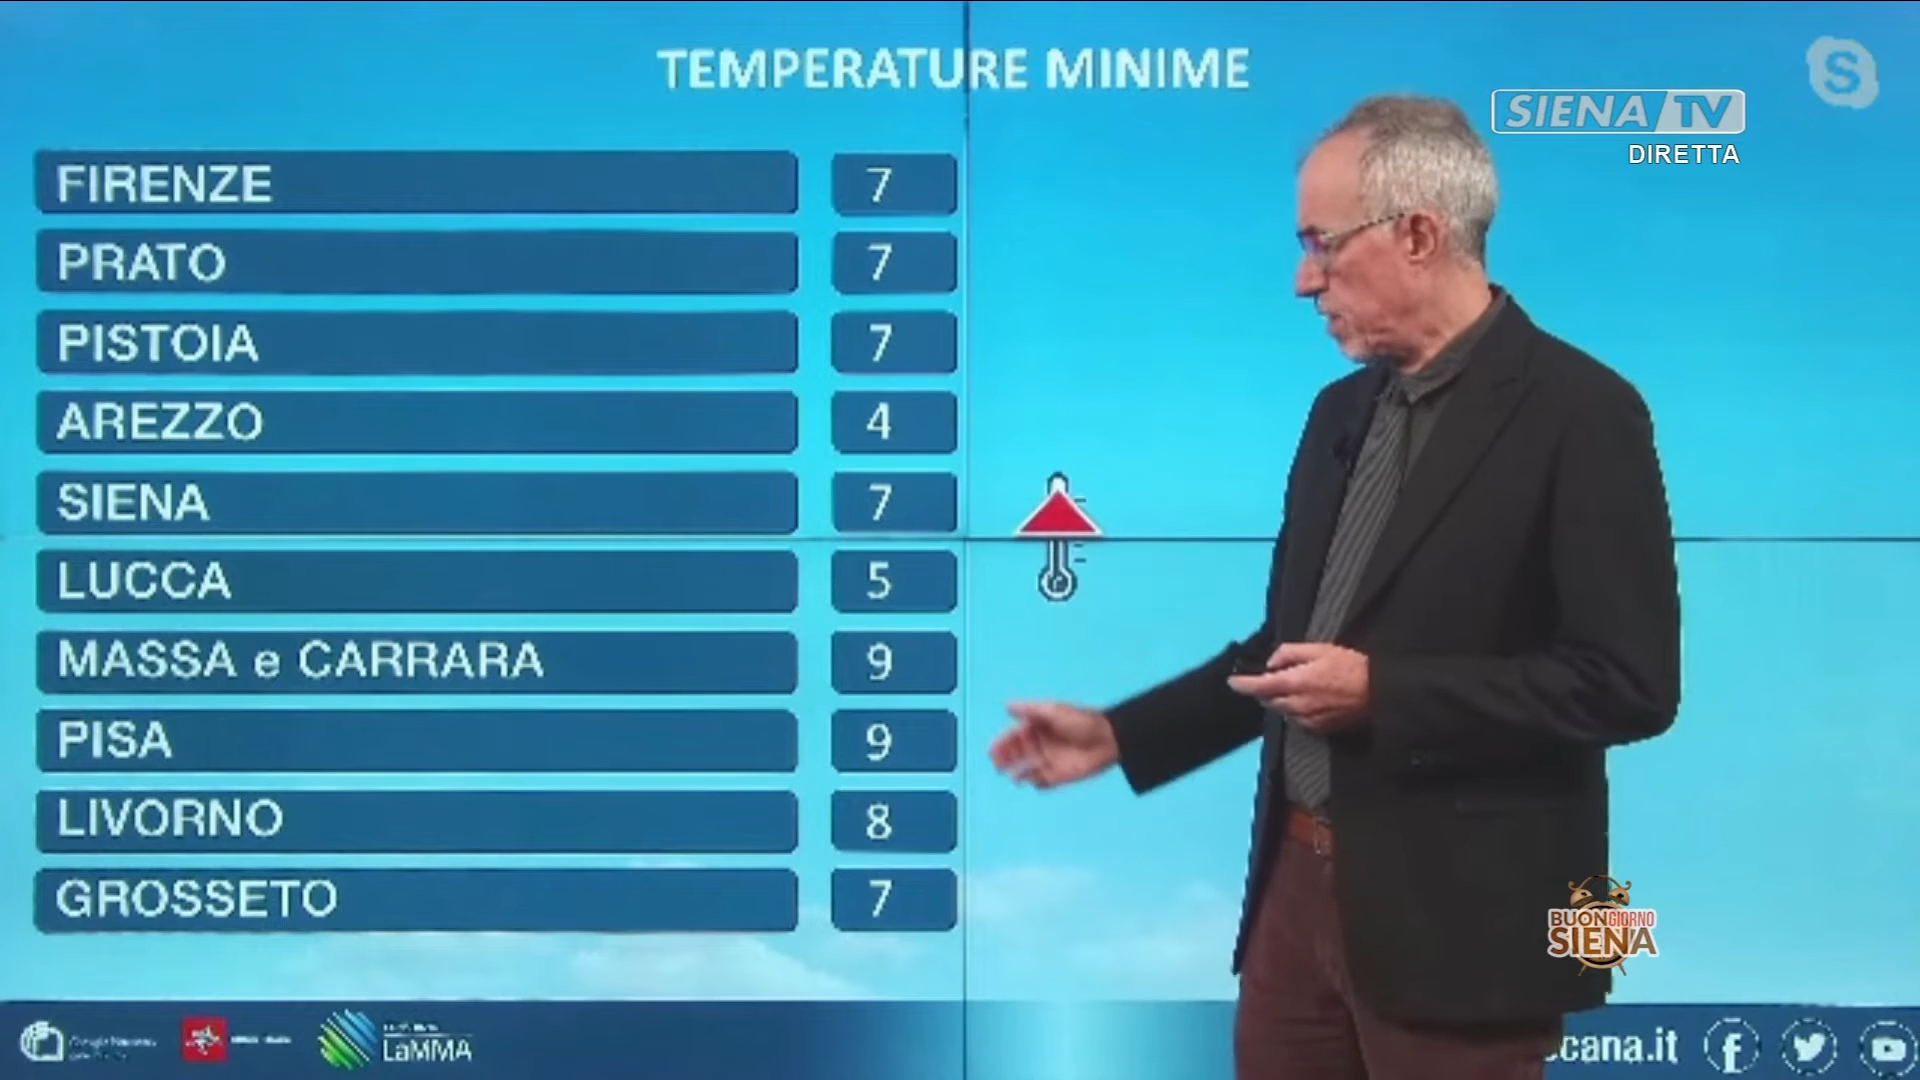 TEMPERATURE MINIME
SIENA TV
DIRETTA
FIRENZE 7
PRATO 7
PISTOIA 7
AREZZO 4
SIENA 7
LUCCA 5
MASSA e CARRARA 9
PISA 9
LIVORNO 8
GROSSETO 7
BUONGIORNO
SIENA
LaMMA
cana.it